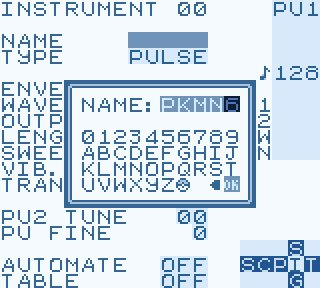 INSTRUMENT 00 PU1
NAME
TYPE PULSE
♪128
ENVE
WAVE 1
OUTP 2
LENG W
SWEE N
VIB.
TRAN
NAME: PKMN6
0123456789
ABCDEFGHIJ
KLMNOPQRST
UVWXYZ OK
PU2 TUNE 00
PU FINE 0
AUTOMATE OFF
TABLE OFF
S
SCPIT
G